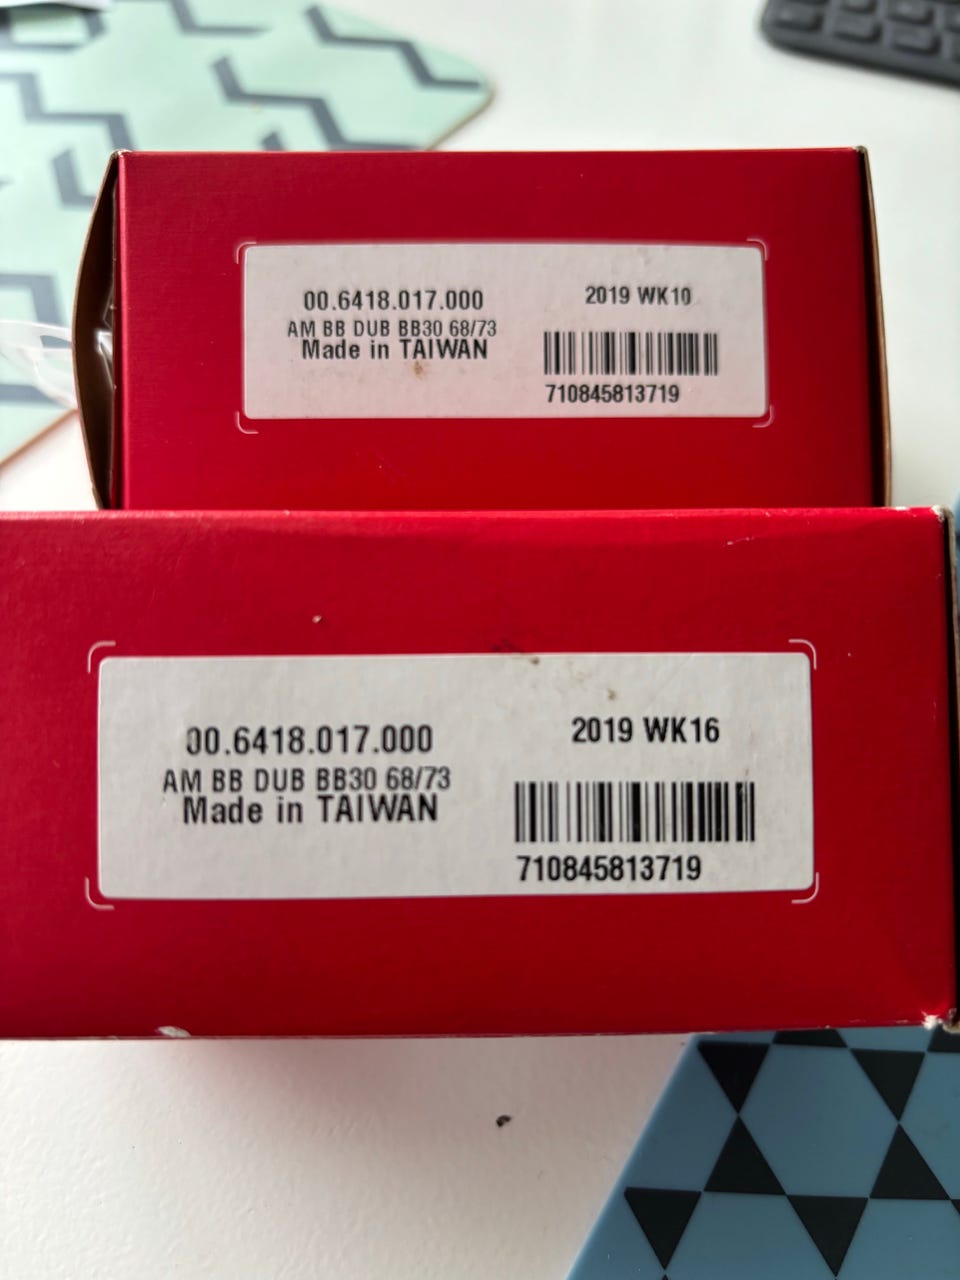 00.6418.017.000
AM BB DUB BB30 68/73
Made in TAIWAN
2019 WK10
710845813719
00.6418.017.000
AM BB DUB BB30 68/73
Made in TAIWAN
2019 WK16
710845813719